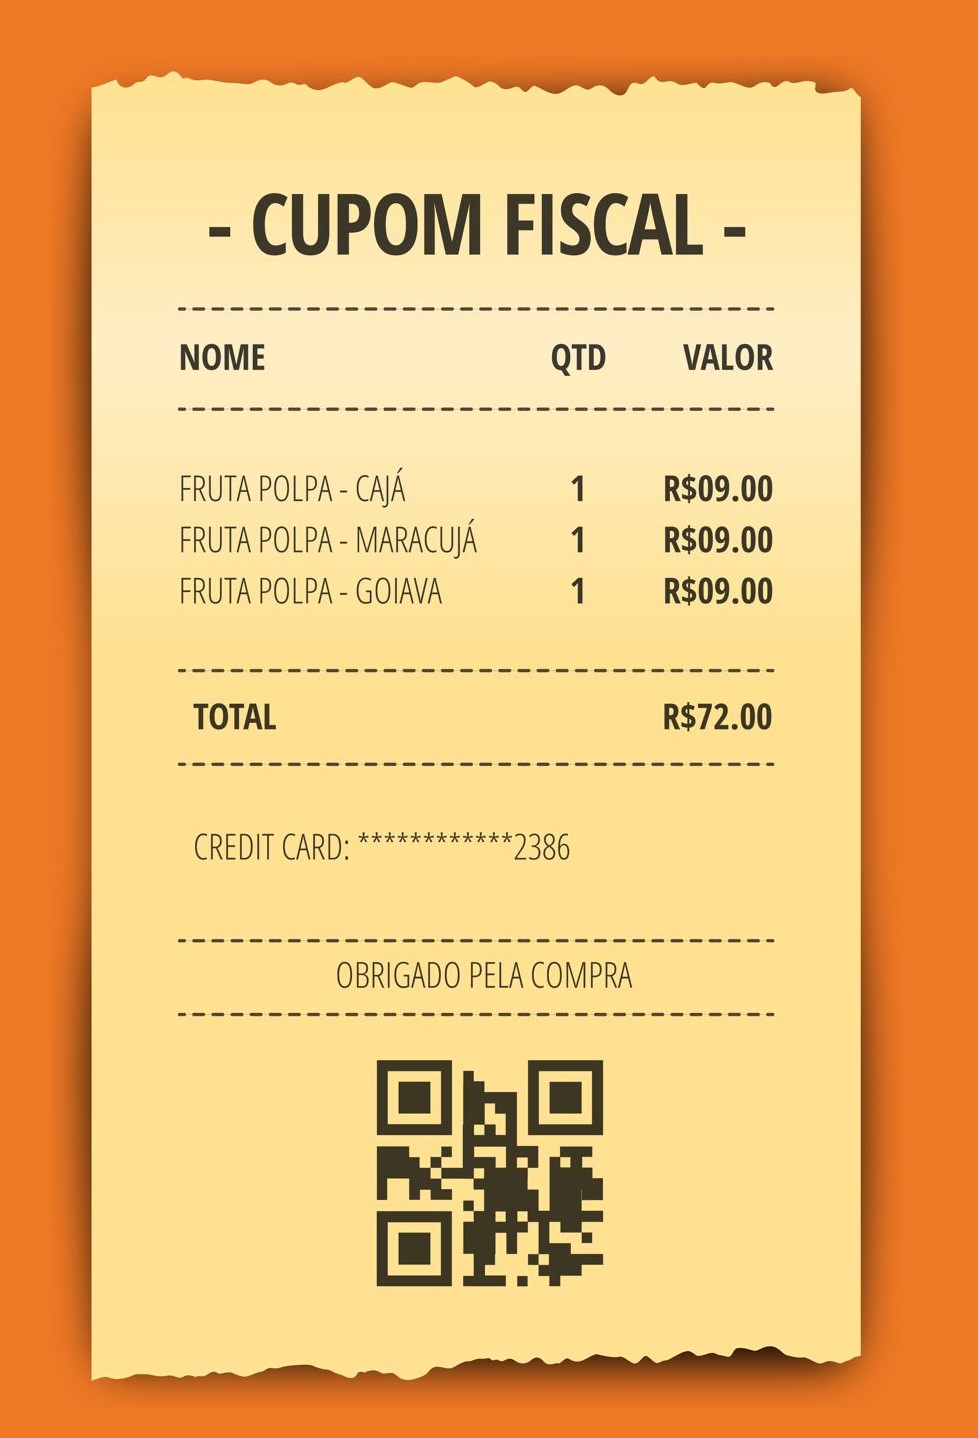 - CUPOM FISCAL -
NOME QTD VALOR
FRUTA POLPA - CAJÁ 1 R$09.00
FRUTA POLPA - MARACUJÁ 1 R$09.00
FRUTA POLPA - GOIAVA 1 R$09.00
TOTAL R$72.00
CREDIT CARD: ************2386
OBRIGADO PELA COMPRA